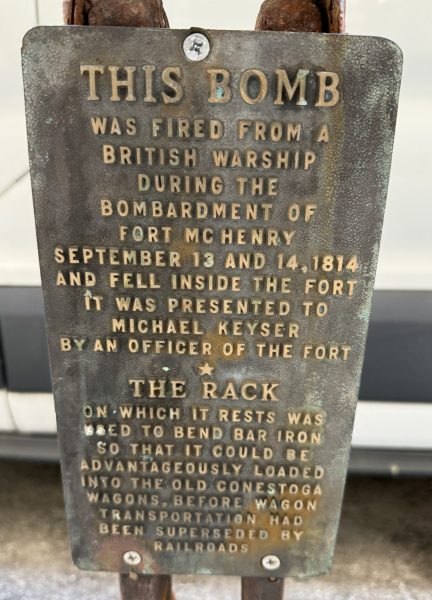 THIS BOMB
WAS FIRED FROM A
BRITISH WARSHIP
DURING THE
BOMBARDMENT OF
FORT MCHENRY
SEPTEMBER 13 AND 14, 1814
AND FELL INSIDE THE FORT
IT WAS PRESENTED TO
MICHAEL KEYSER
BY AN OFFICER OF THE FORT
THE RACK
ON WHICH IT RESTS WAS
USED TO BEND BAR IRON
SO THAT IT COULD BE
ADVANTAGEOUSLY LOADED
INTO THE OLD CONESTOGA
WAGONS, BEFORE WAGON
TRANSPORTATION HAD
BEEN SUPERSEDED BY
RAILROADS